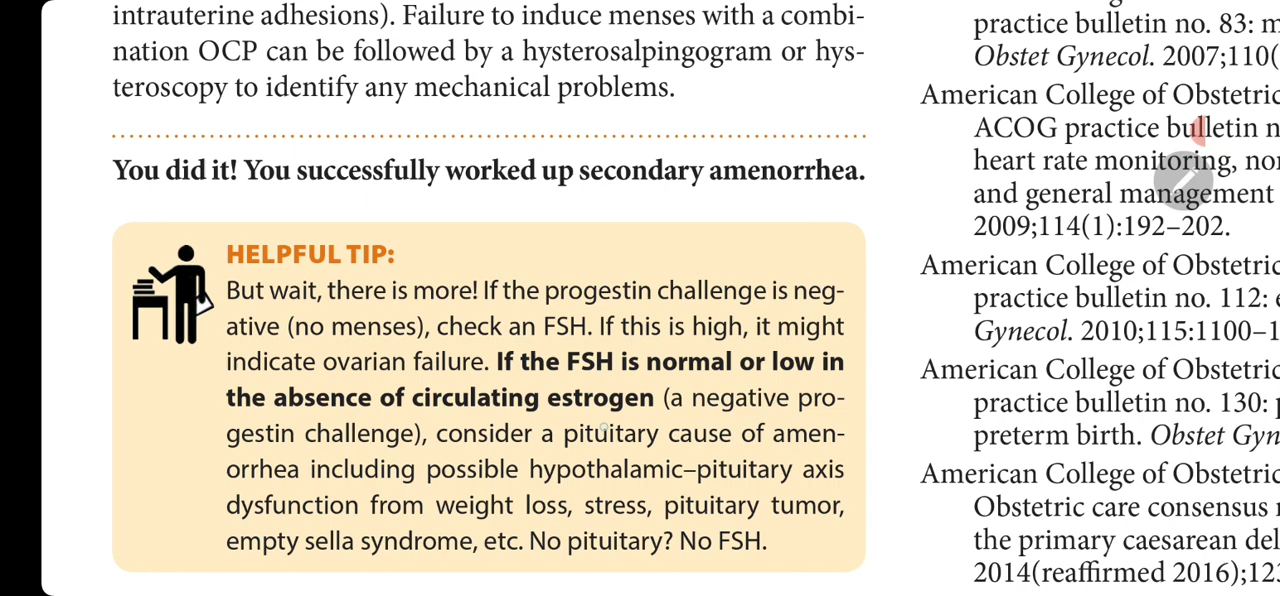 intrauterine adhesions). Failure to induce menses with a combi-
nation OCP can be followed by a hysterosalpingogram or hys-
teroscopy to identify any mechanical problems.
You did it! You successfully worked up secondary amenorrhea.
HELPFUL TIP:
But wait, there is more! If the progestin challenge is neg-
ative (no menses), check an FSH. If this is high, it might
indicate ovarian failure. If the FSH is normal or low in
the absence of circulating estrogen (a negative pro-
gestin challenge), consider a pituitary cause of amen-
orrhea including possible hypothalamic–pituitary axis
dysfunction from weight loss, stress, pituitary tumor,
empty sella syndrome, etc. No pituitary? No FSH.
practice bulletin no. 83: m
Obstet Gynecol. 2007;110(
American College of Obstetric
ACOG practice bulletin n
heart rate monitoring, nor
and general management
2009;114(1):192–202.
American College of Obstetric
practice bulletin no. 112: e
Gynecol. 2010;115:1100–1
American College of Obstetric
practice bulletin no. 130: p
preterm birth. Obstet Gyn
American College of Obstetric
Obstetric care consensus n
the primary caesarean del
2014(reaffirmed 2016);123